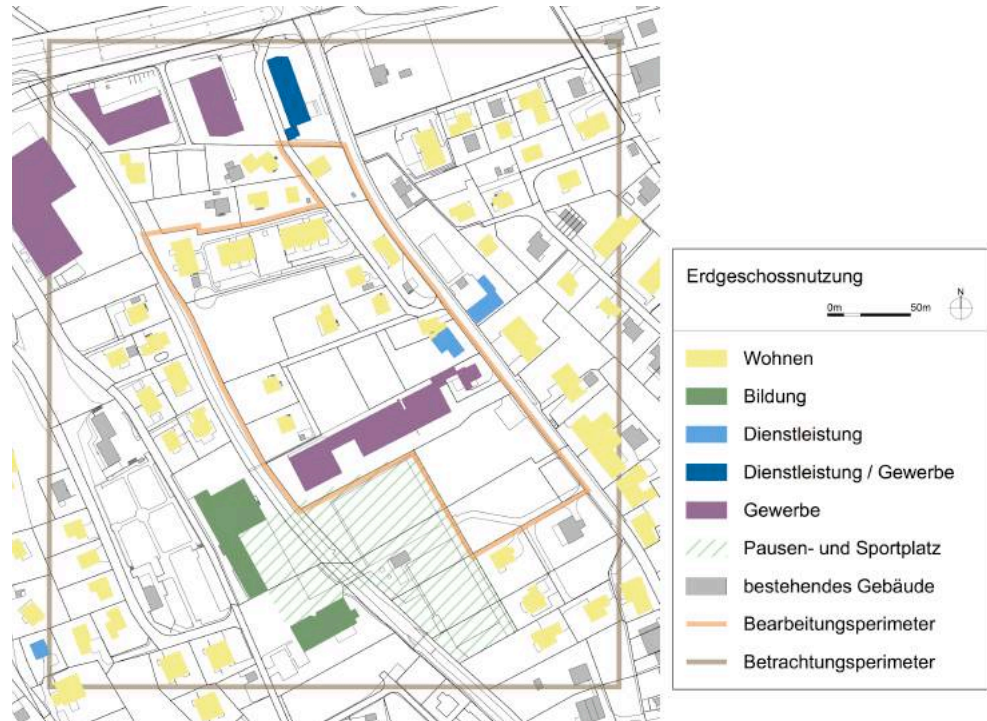 Erdgeschossnutzung
0m 50m
N
Wohnen
Bildung
Dienstleistung
Dienstleistung / Gewerbe
Gewerbe
Pausen- und Sportplatz
bestehendes Gebäude
Bearbeitungsperimeter
Betrachtungsperimeter